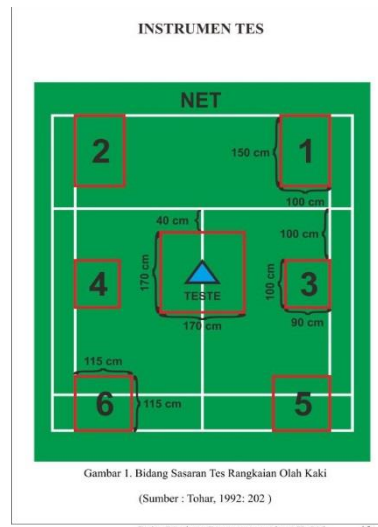 INSTRUMEN TES
NET
2
1
150 cm
100 cm
40 cm
100 cm
170 cm
4
TESTE
100 cm
3
170 cm
90 cm
115 cm
6
115 cm
5
Gambar 1. Bidang Sasaran Tes Rangkaian Olah Kaki
(Sumber : Tohar, 1992: 202 )